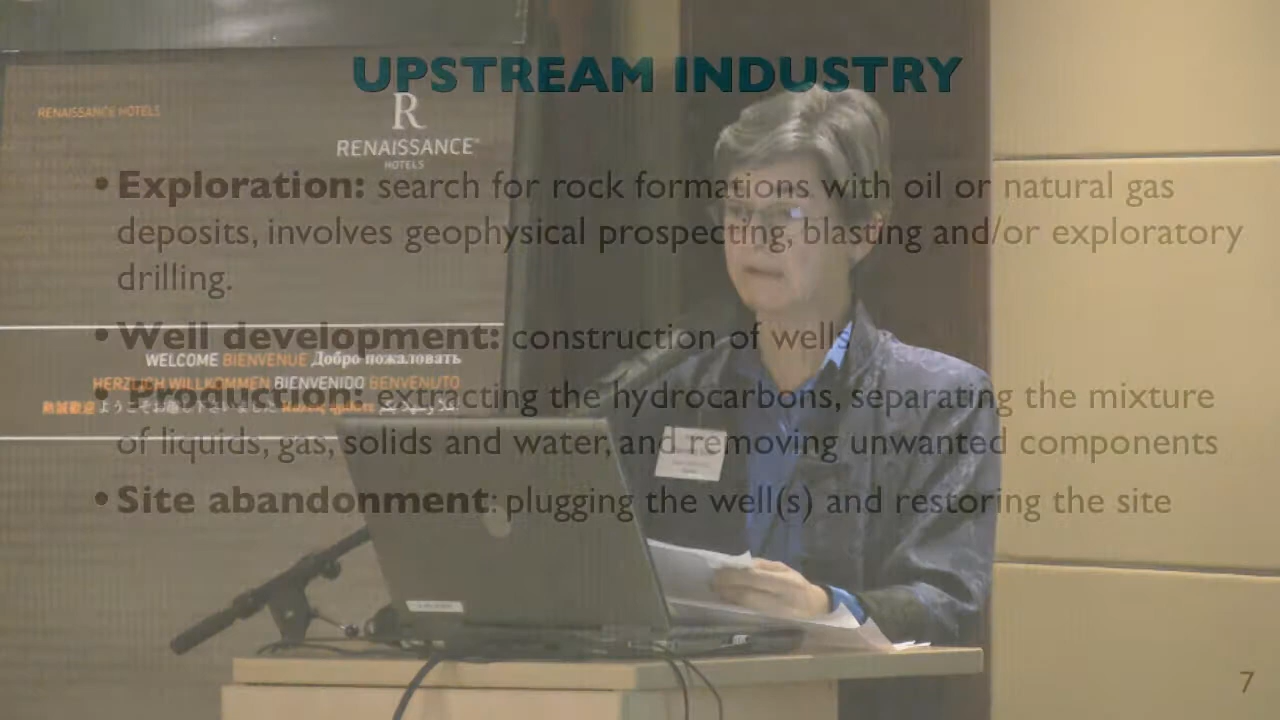 UPSTREAM INDUSTRY
RENAISSANCE HOTELS
R
RENAISSANCE
HOTELS
• Exploration: search for rock formations with oil or natural gas
deposits, involves geophysical prospecting, blasting and/or exploratory
drilling.
• Well development: construction of wells
WELCOME BIENVENUE Добро пожаловать
HERZLICH WILLKOMMEN BIENVENIDO BENVENUTO
• Production: extracting the hydrocarbons, separating the mixture
of liquids, gas, solids and water, and removing unwanted components
• Site abandonment: plugging the well(s) and restoring the site
7